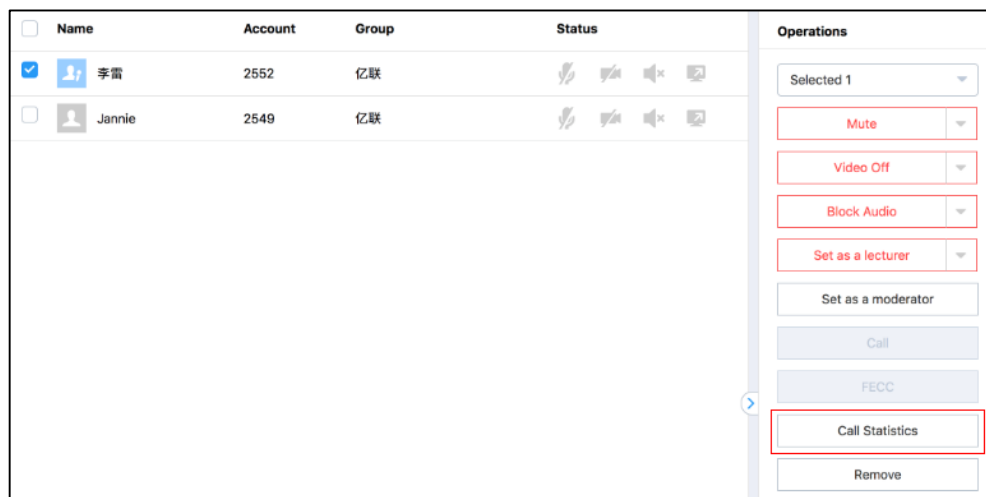 Name Account Group Status
李雷 2552 亿联
Jannie 2549 亿联
Operations
Selected 1
Mute
Video Off
Block Audio
Set as a lecturer
Set as a moderator
Call
FECC
Call Statistics
Remove